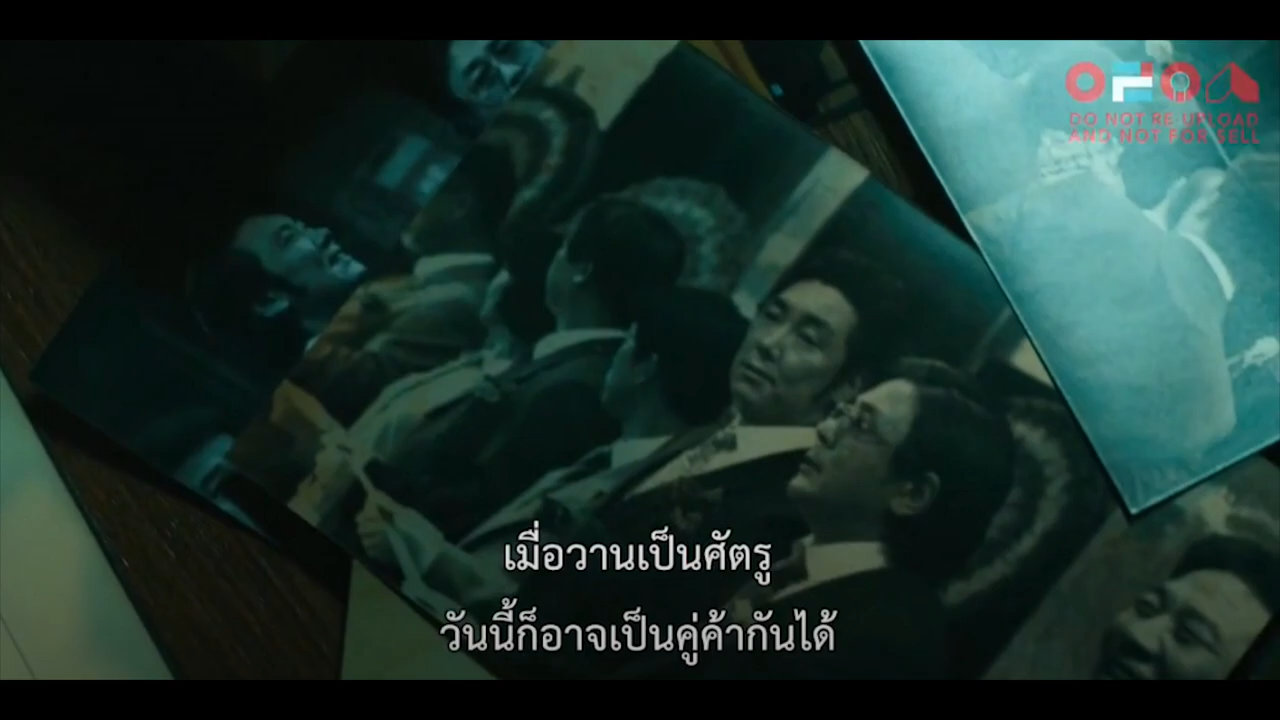 OHO
DO NOT RE-UPLOAD
AND NOT FOR SELL
เมื่อวานเป็นศัตรู
วันนี้ก็อาจเป็นคู่ค้ากันได้